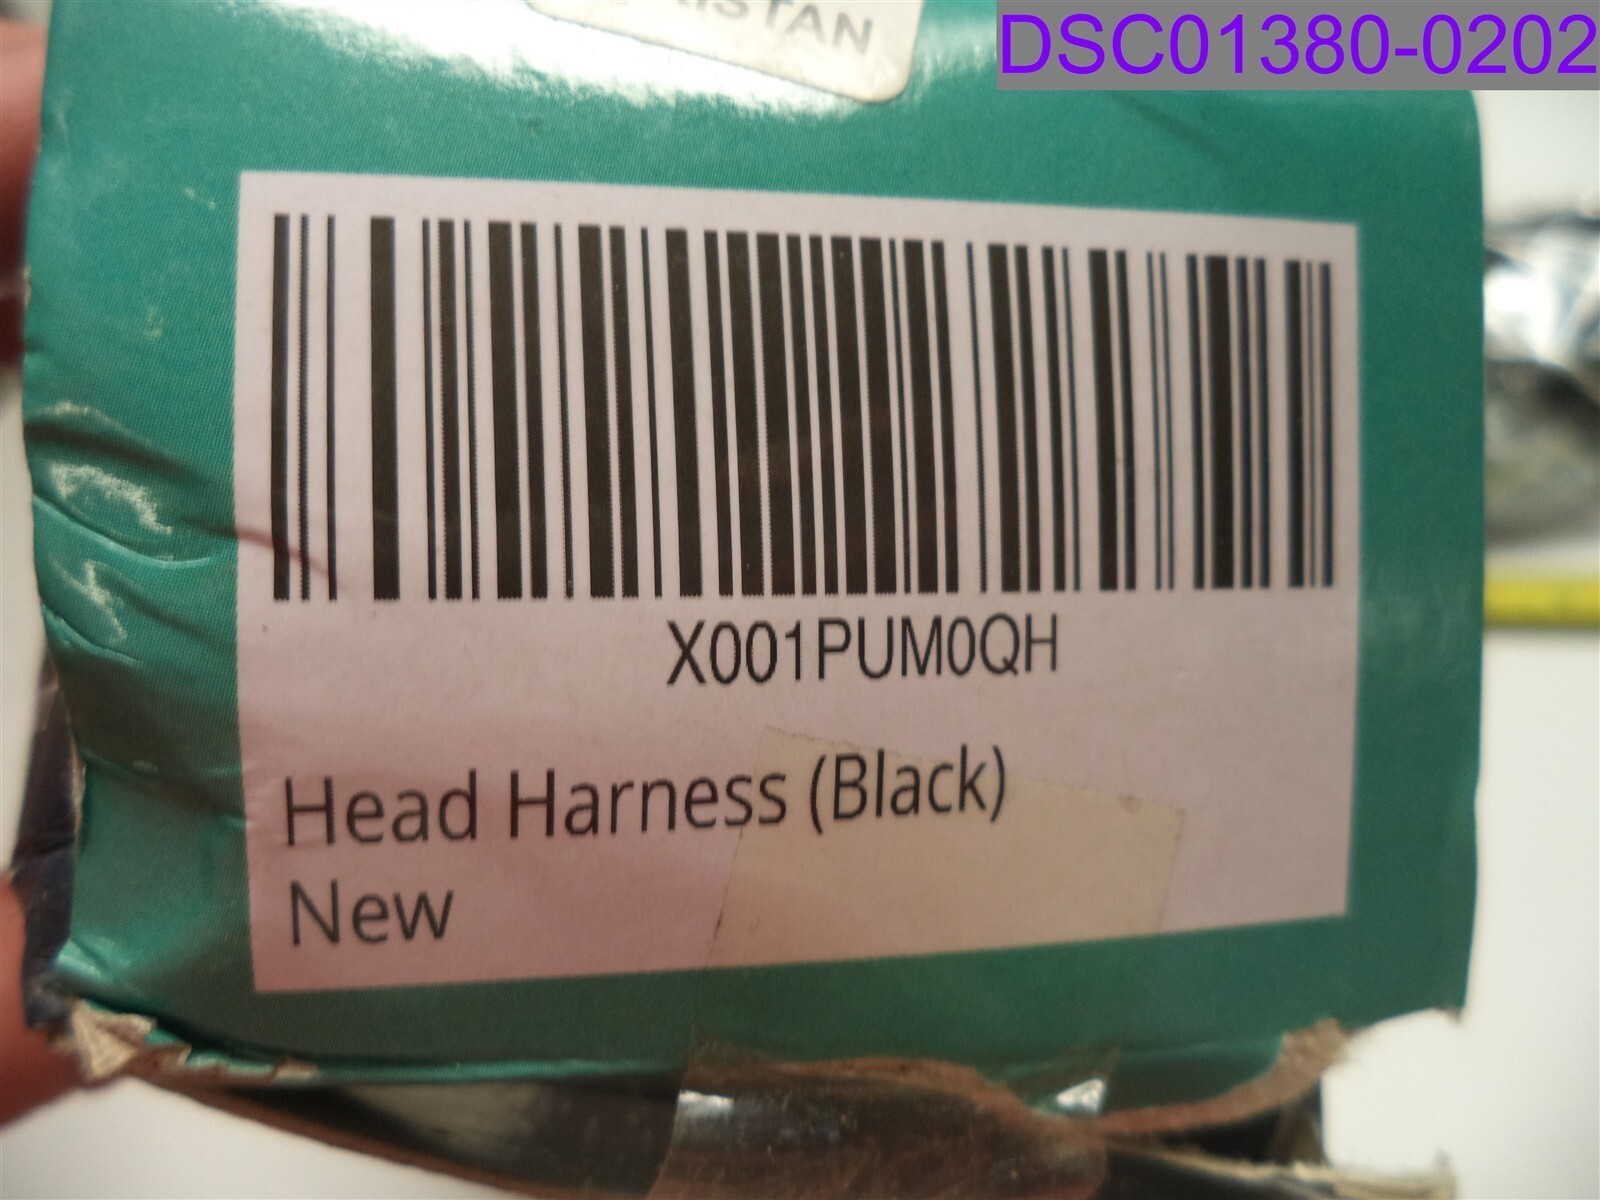 DSC01380-0202
X001PUM0QH
Head Harness (Black)
New